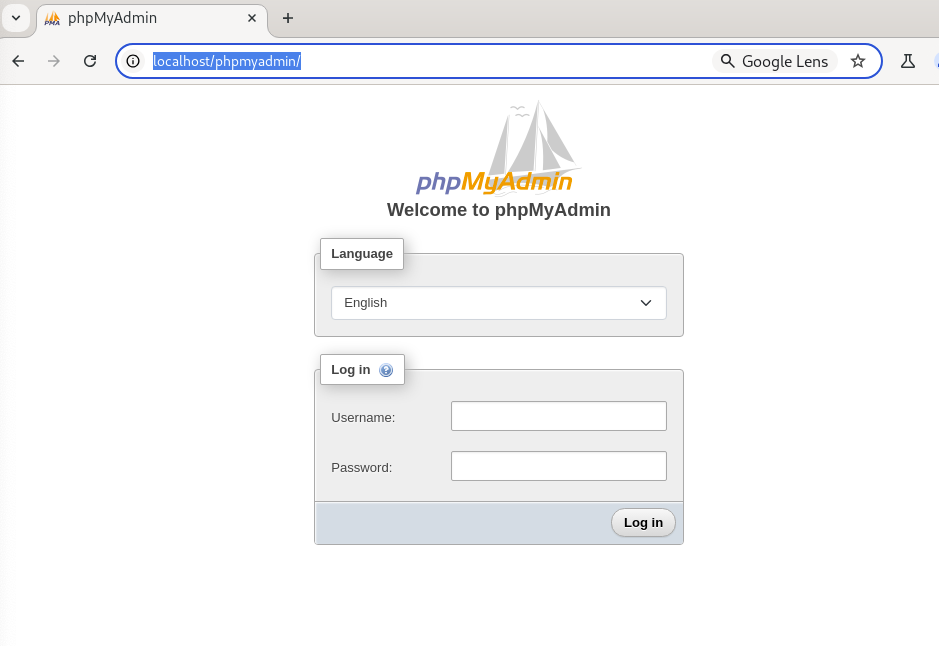 phpMyAdmin
localhost/phpmyadmin/
Google Lens
phpMyAdmin
Welcome to phpMyAdmin
Language
English
Log in
Username:
Password:
Log in